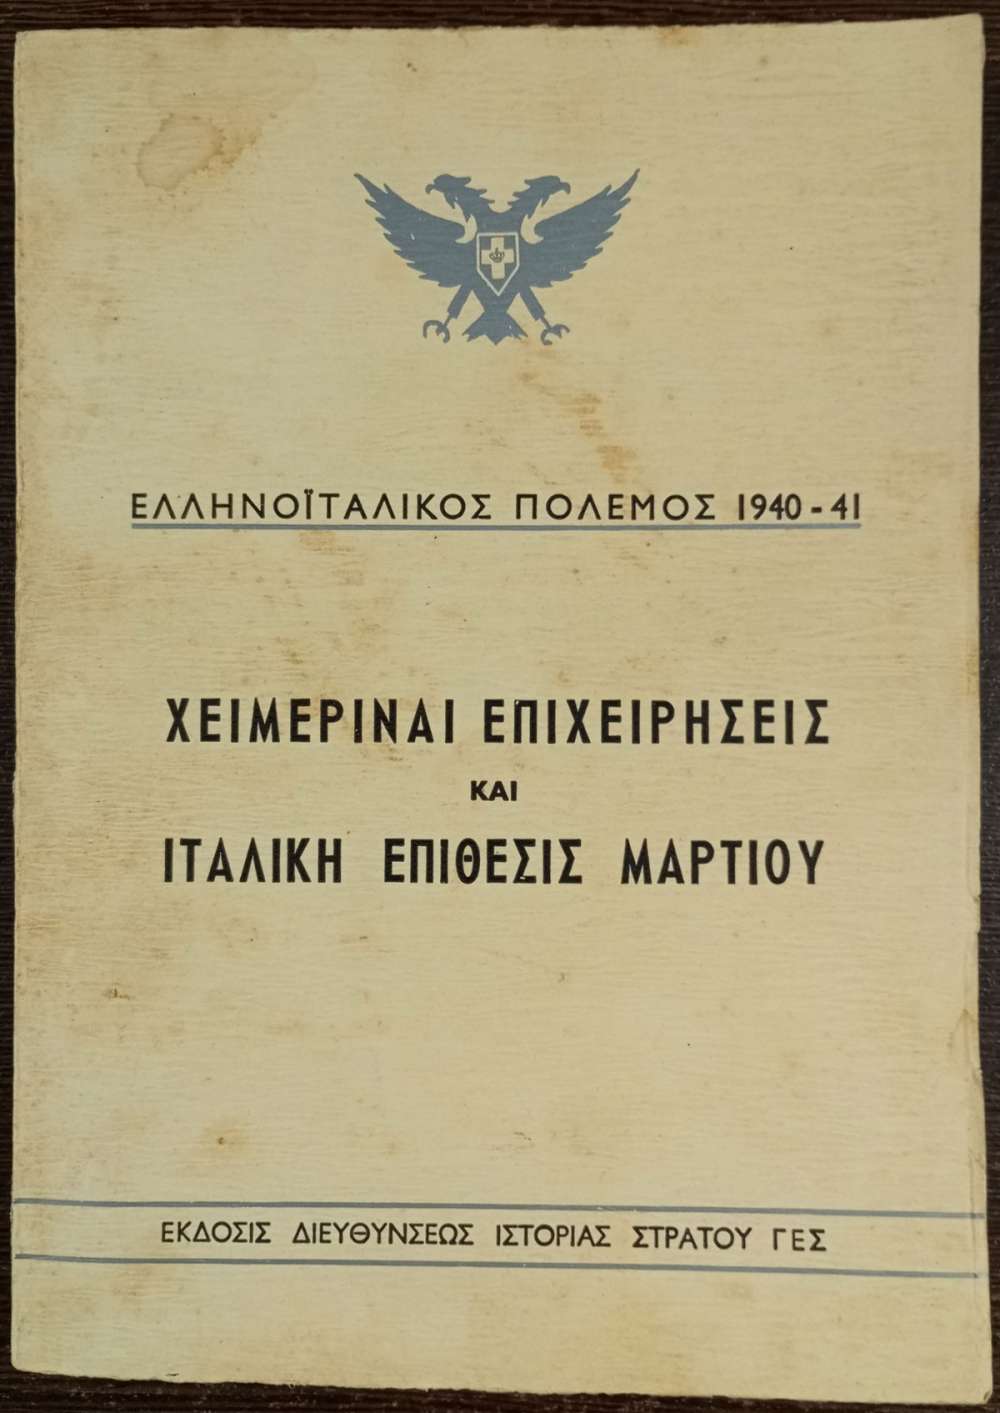 ΕΛΛΗΝΟΪΤΑΛΙΚΟΣ ΠΟΛΕΜΟΣ 1940 - 41
ΧΕΙΜΕΡΙΝΑΙ ΕΠΙΧΕΙΡΗΣΕΙΣ
ΚΑΙ
ΙΤΑΛΙΚΗ ΕΠΙΘΕΣΙΣ ΜΑΡΤΙΟΥ
ΕΚΔΟΣΙΣ ΔΙΕΥΘΥΝΣΕΩΣ ΙΣΤΟΡΙΑΣ ΣΤΡΑΤΟΥ ΓΕΣ